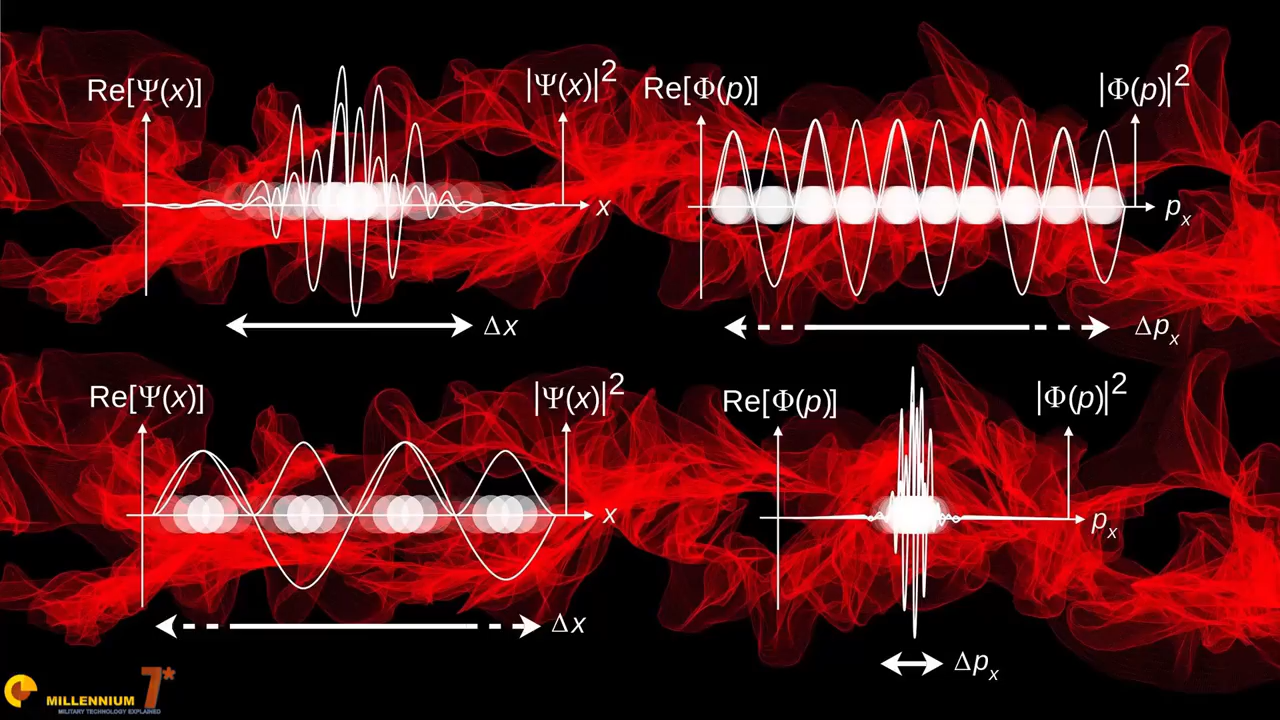 Re[Ψ(x)]
|Ψ(x)|²
Re[Φ(p)]
|Φ(p)|²
x
pₓ
Δx
Δpₓ
Re[Ψ(x)]
|Ψ(x)|²
Re[Φ(p)]
|Φ(p)|²
x
pₓ
Δx
Δpₓ
MILLENNIUM 7*
MILITARY TECHNOLOGY EXPLAINED